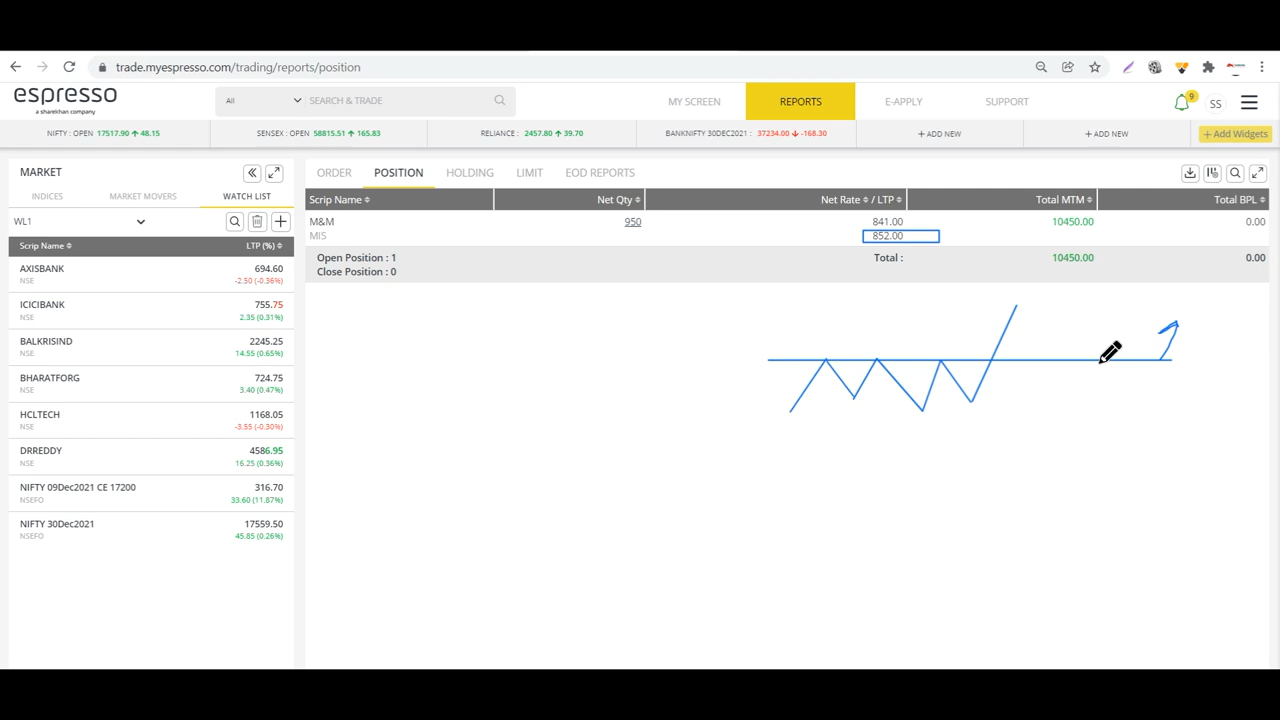 trade.myespresso.com/trading/reports/position
espresso
a sharekhan company
All
SEARCH & TRADE
MY SCREEN
REPORTS
E-APPLY
SUPPORT
9
SS
NIFTY : OPEN 17517.90 ↑ 48.15
SENSEX : OPEN 58815.51 ↑ 165.83
RELIANCE : 2457.80 ↑ 39.70
BANKNIFTY 30DEC2021 : 37234.00 ↓ -168.30
+ ADD NEW
+ ADD NEW
+ Add Widgets
MARKET
INDICES
MARKET MOVERS
WATCH LIST
WL1
Scrip Name
LTP (%)
AXISBANK 694.60
NSE -2.50 (-0.36%)
ICICIBANK 755.75
NSE 2.35 (0.31%)
BALKRISIND 2245.25
NSE 14.55 (0.65%)
BHARATFORG 724.75
NSE 3.40 (0.47%)
HCLTECH 1168.05
NSE -3.55 (-0.30%)
DRREDDY 4586.95
NSE 16.25 (0.36%)
NIFTY 09Dec2021 CE 17200 316.70
NSEFO 33.60 (11.87%)
NIFTY 30Dec2021 17559.50
NSEFO 45.85 (0.26%)
ORDER
POSITION
HOLDING
LIMIT
EOD REPORTS
Scrip Name Net Qty Net Rate / LTP Total MTM Total BPL
M&M 950 841.00 10450.00 0.00
MIS 852.00
Open Position : 1 Total : 10450.00 0.00
Close Position : 0